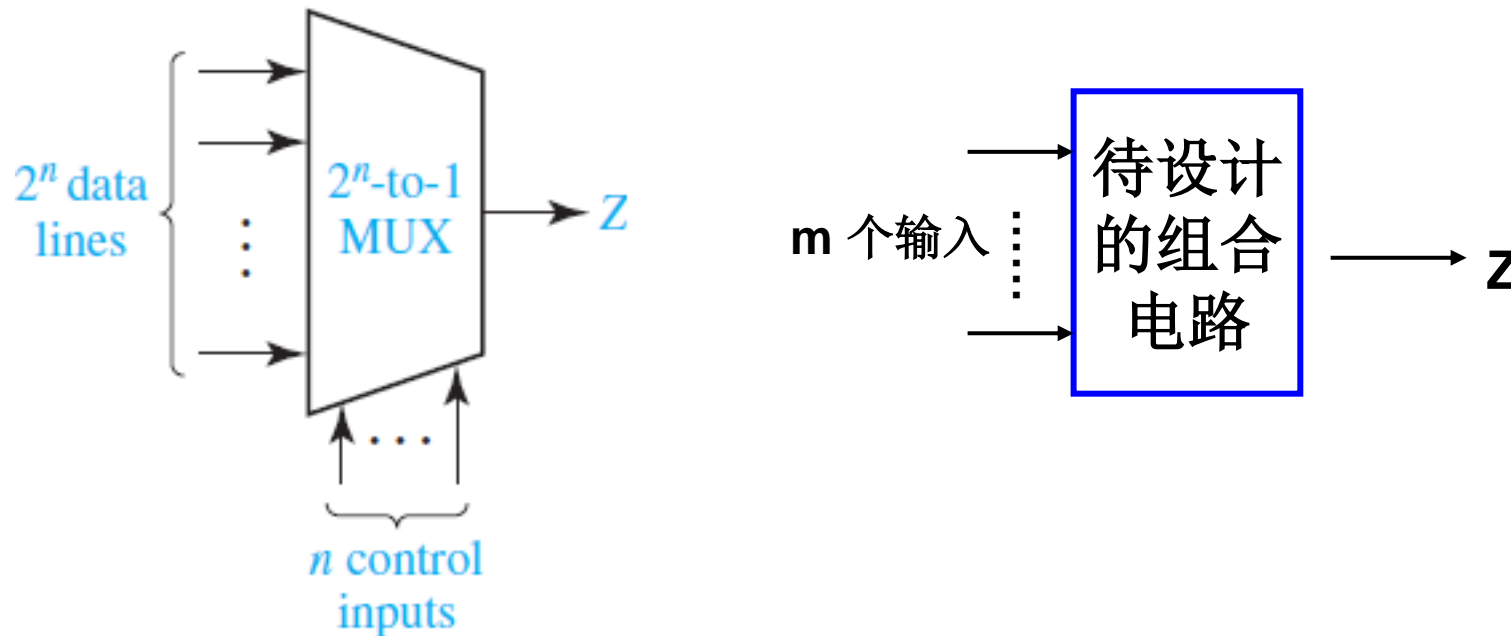 2ⁿ data
lines
2ⁿ-to-1
MUX
Z
n control
inputs
m 个输入
待设计
的组合
电路
Z